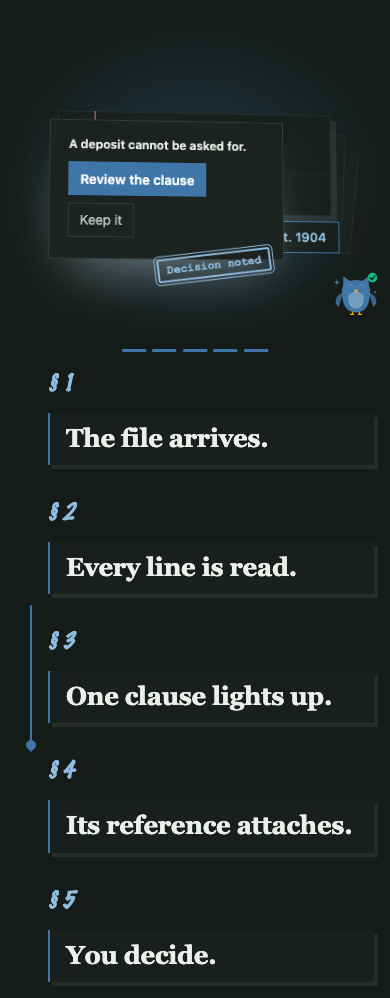 A deposit cannot be asked for.
Review the clause
Keep it
t. 1904
Decision noted
§ 1
The file arrives.
§ 2
Every line is read.
§ 3
One clause lights up.
§ 4
Its reference attaches.
§ 5
You decide.